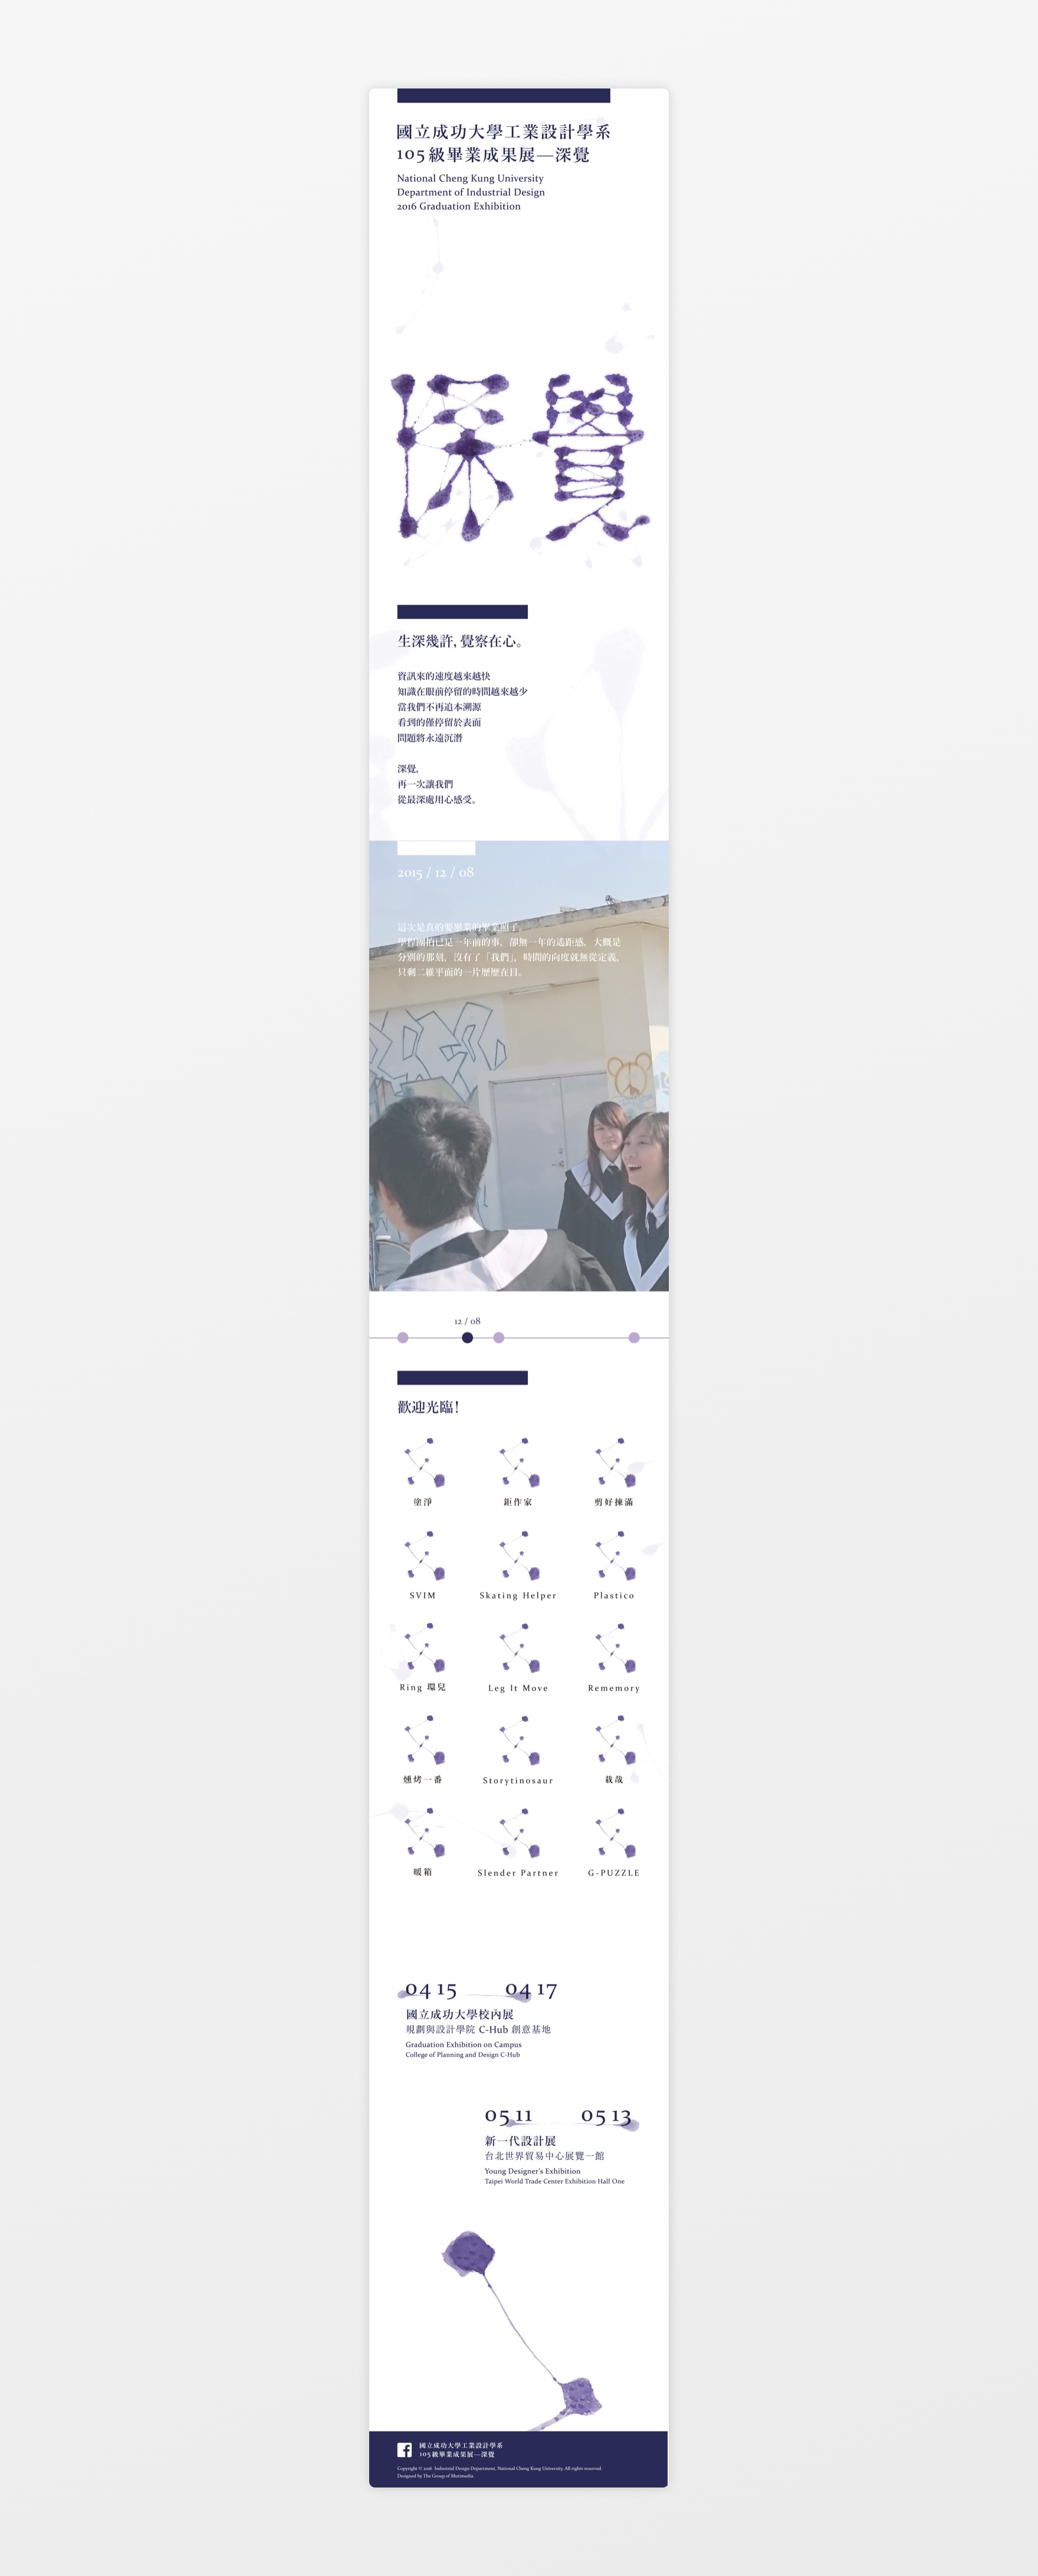 國立成功大學工業設計學系
105級畢業成果展—深覺
National Cheng Kung University
Department of Industrial Design
2016 Graduation Exhibition
深覺
生深幾許,覺察在心。
資訊來的速度越來越快
知識在眼前停留的時間越來越少
當我們不再追本溯源
看到的僅停留於表面
問題將永遠沉潛
深覺,
再一次讓我們
從最深處用心感受。
2015 / 12 / 08
這次是真的要畢業的畢業照了,
學程團拍已是一年前的事, 卻無一年的遙距感, 大概是
分別的那刻, 沒有了「我們」, 時間的向度就無從定義,
只剩二維平面的一片歷歷在目。
12 / 08
歡迎光臨!
塗淨
鉅作家
剪好揀滿
SVIM
Skating Helper
Plastico
Ring 環兒
Leg It Move
Rememory
燻烤一番
Storytinosaur
栽哉
暖箱
Slender Partner
G-PUZZLE
04 15 04 17
國立成功大學校內展
規劃與設計學院 C-Hub 創意基地
Graduation Exhibition on Campus
College of Planning and Design C-Hub
05 11 05 13
新一代設計展
台北世界貿易中心展覽一館
Young Designer's Exhibition
Taipei World Trade Center Exhibition Hall One
國立成功大學工業設計學系
105級畢業成果展—深覺
Copyright © 2016 Industrial Design Department, National Cheng Kung University. All rights reserved.
Designed by The Group of Mutimedia.